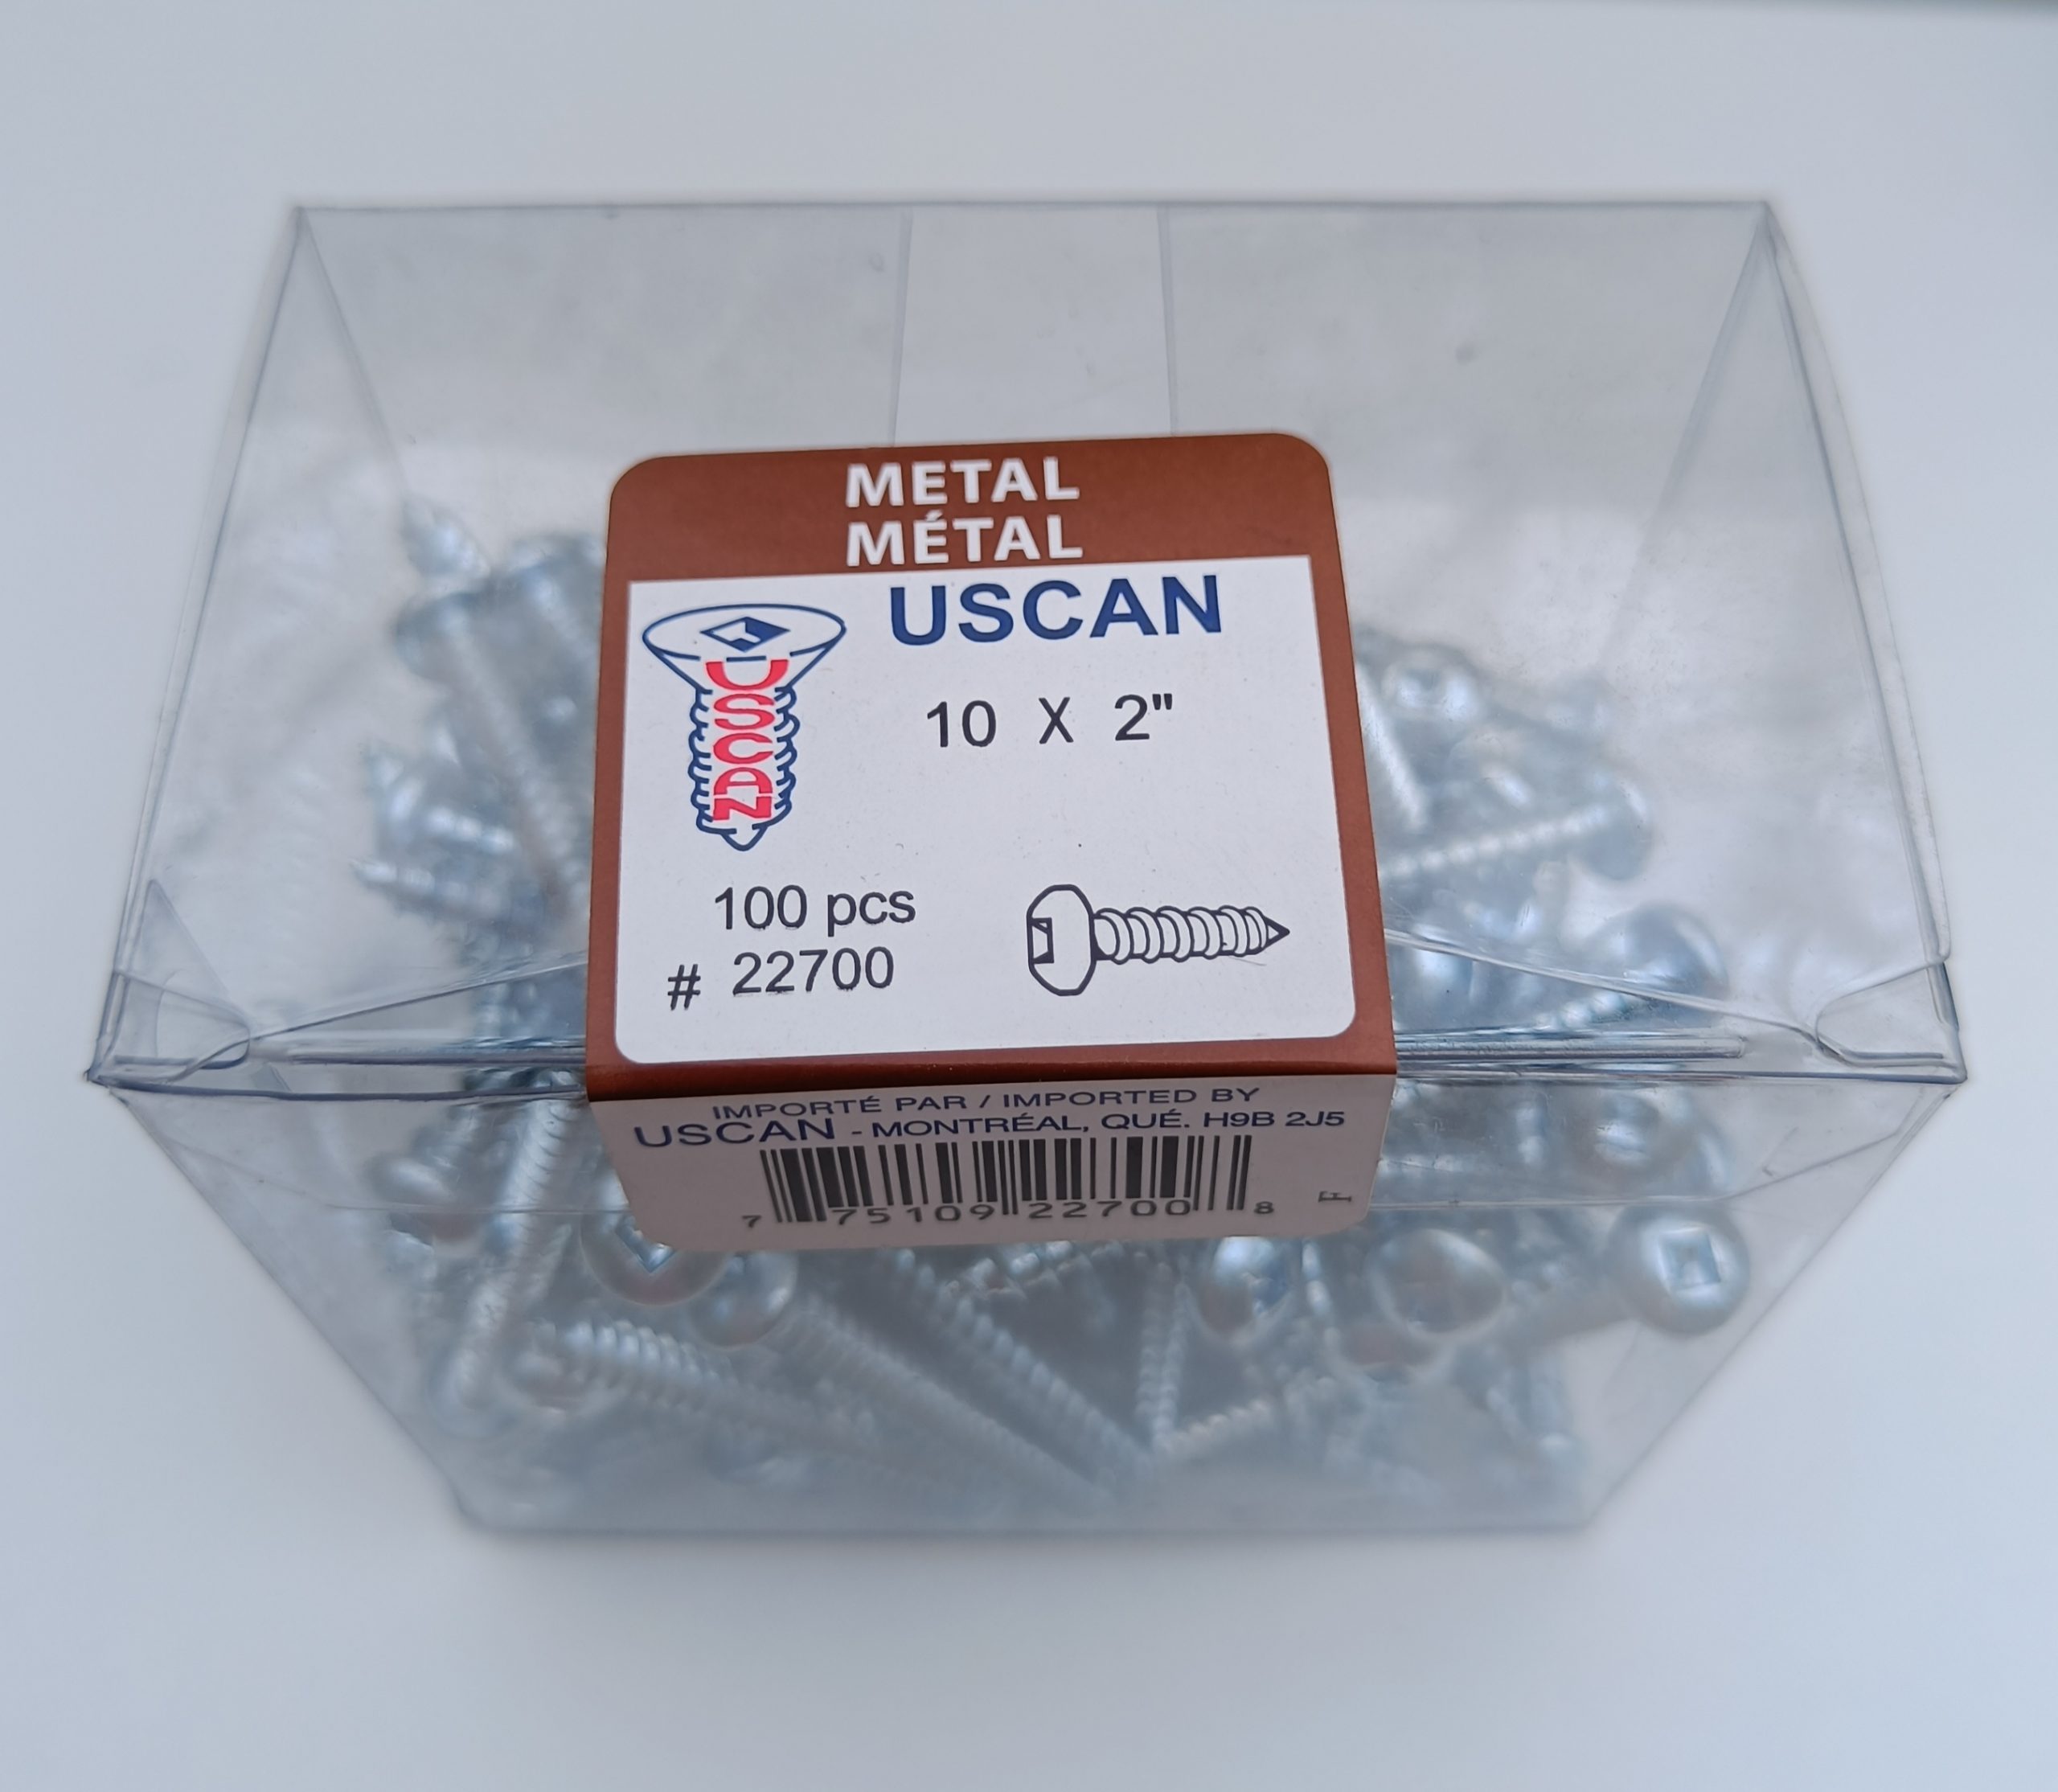 METAL
MÉTAL
USCAN
USCAN
10 X 2"
100 pcs
# 22700
IMPORTÉ PAR / IMPORTED BY
USCAN - MONTRÉAL, QUÉ. H9B 2J5
7 75109 22700 8
F